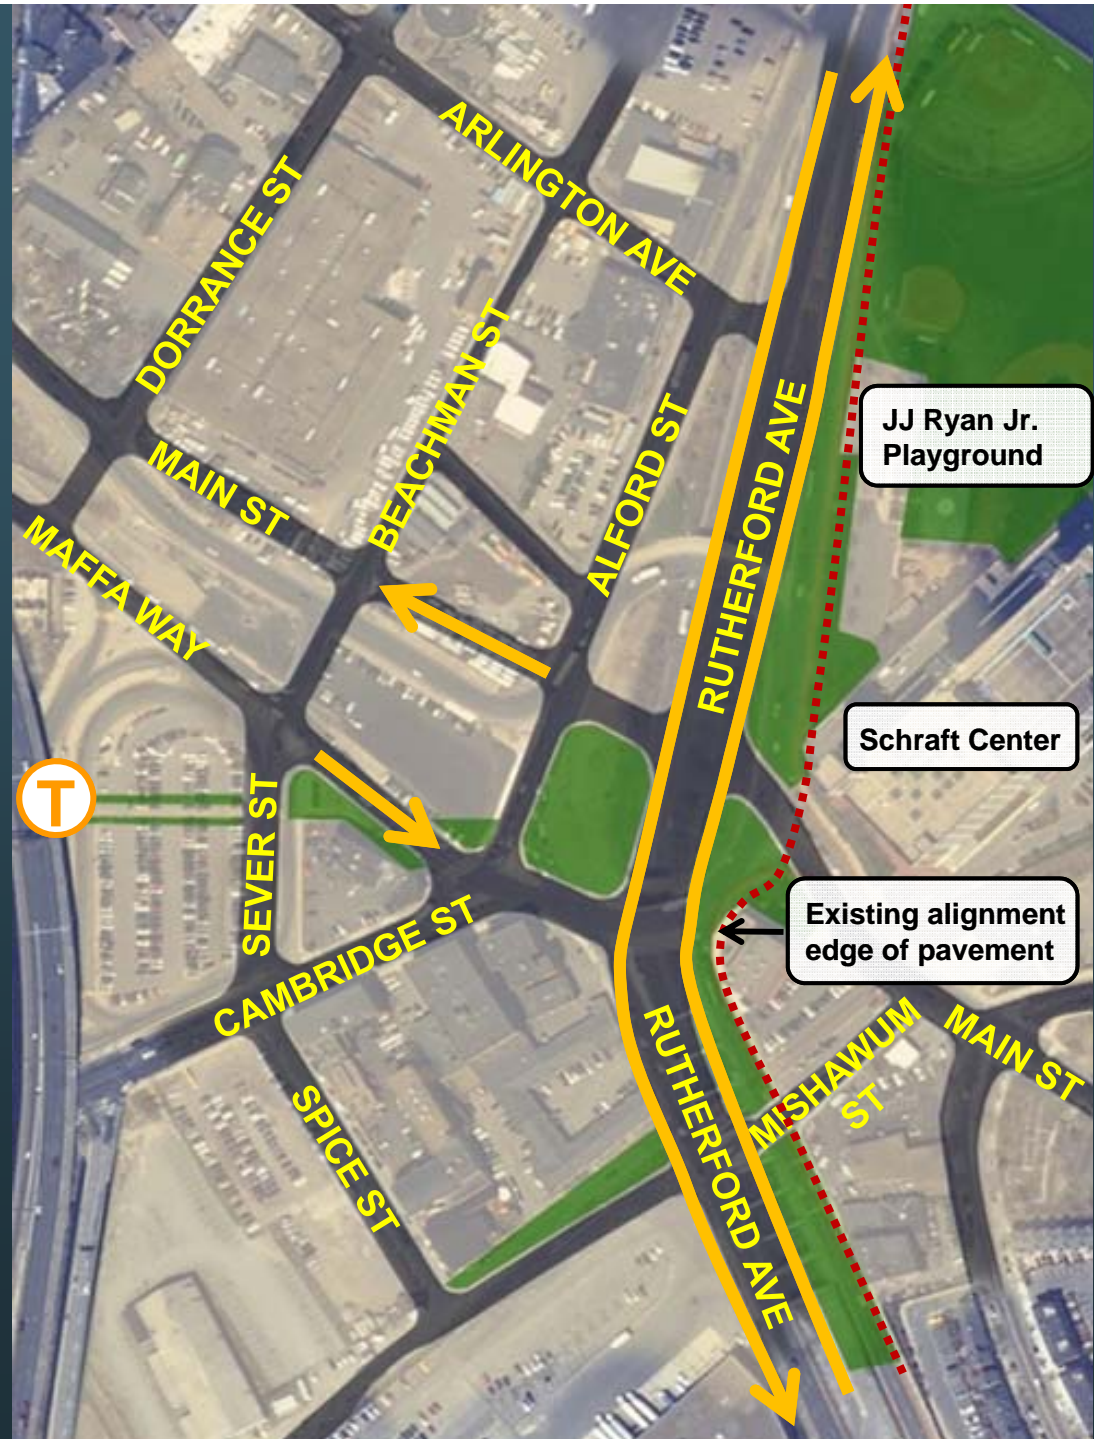 ARLINGTON AVE
DORRANCE ST
BEACHMAN ST
JJ Ryan Jr.
Playground
RUTHERFORD AVE
ALFORD ST
MAIN ST
MAFFA WAY
Schraft Center
T
SEVER ST
Existing alignment
edge of pavement
CAMBRIDGE ST
MISHAWUM
ST
MAIN ST
RUTHERFORD AVE
SPICE ST